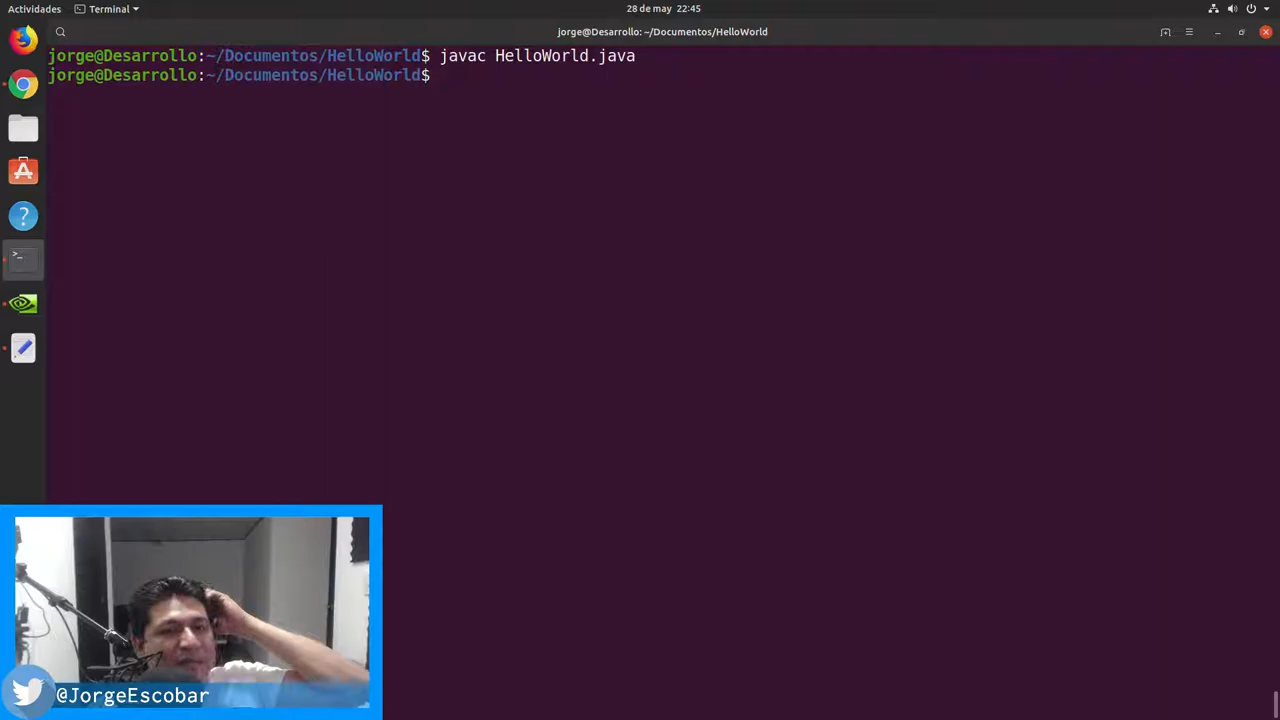 Actividades
Terminal
28 de may 22:45
jorge@Desarrollo: ~/Documentos/HelloWorld
jorge@Desarrollo:~/Documentos/HelloWorld$ javac HelloWorld.java
jorge@Desarrollo:~/Documentos/HelloWorld$
@JorgeEscobar